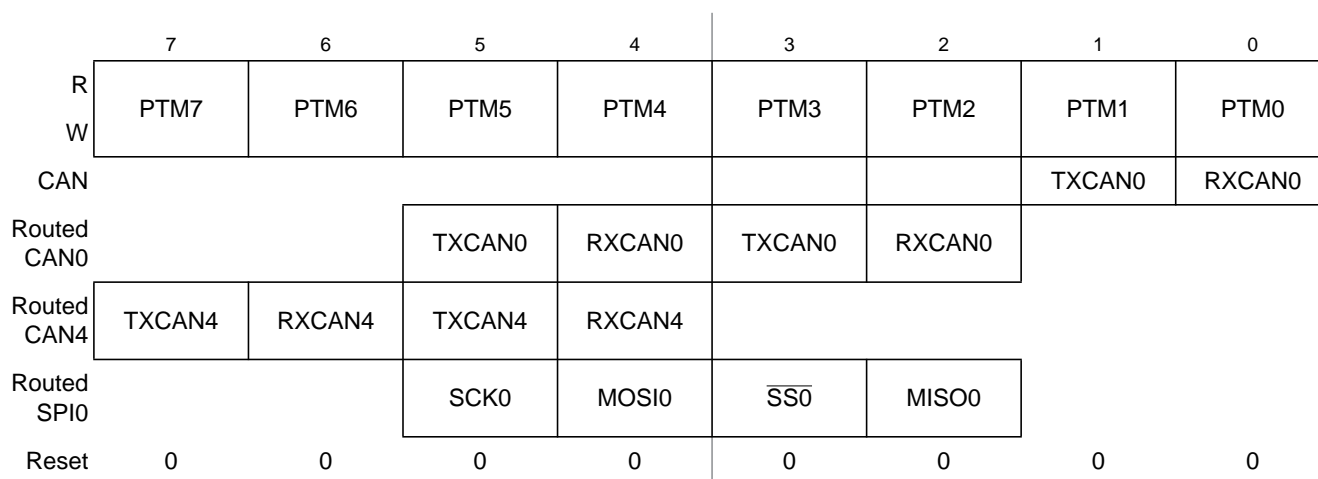 7 6 5 4 3 2 1 0
R
W
PTM7 PTM6 PTM5 PTM4 PTM3 PTM2 PTM1 PTM0
CAN TXCAN0 RXCAN0
Routed
CAN0
TXCAN0 RXCAN0 TXCAN0 RXCAN0
Routed
CAN4
TXCAN4 RXCAN4 TXCAN4 RXCAN4
Routed
SPI0
SCK0 MOSI0 S̅S̅0̅ MISO0
Reset 0 0 0 0 0 0 0 0